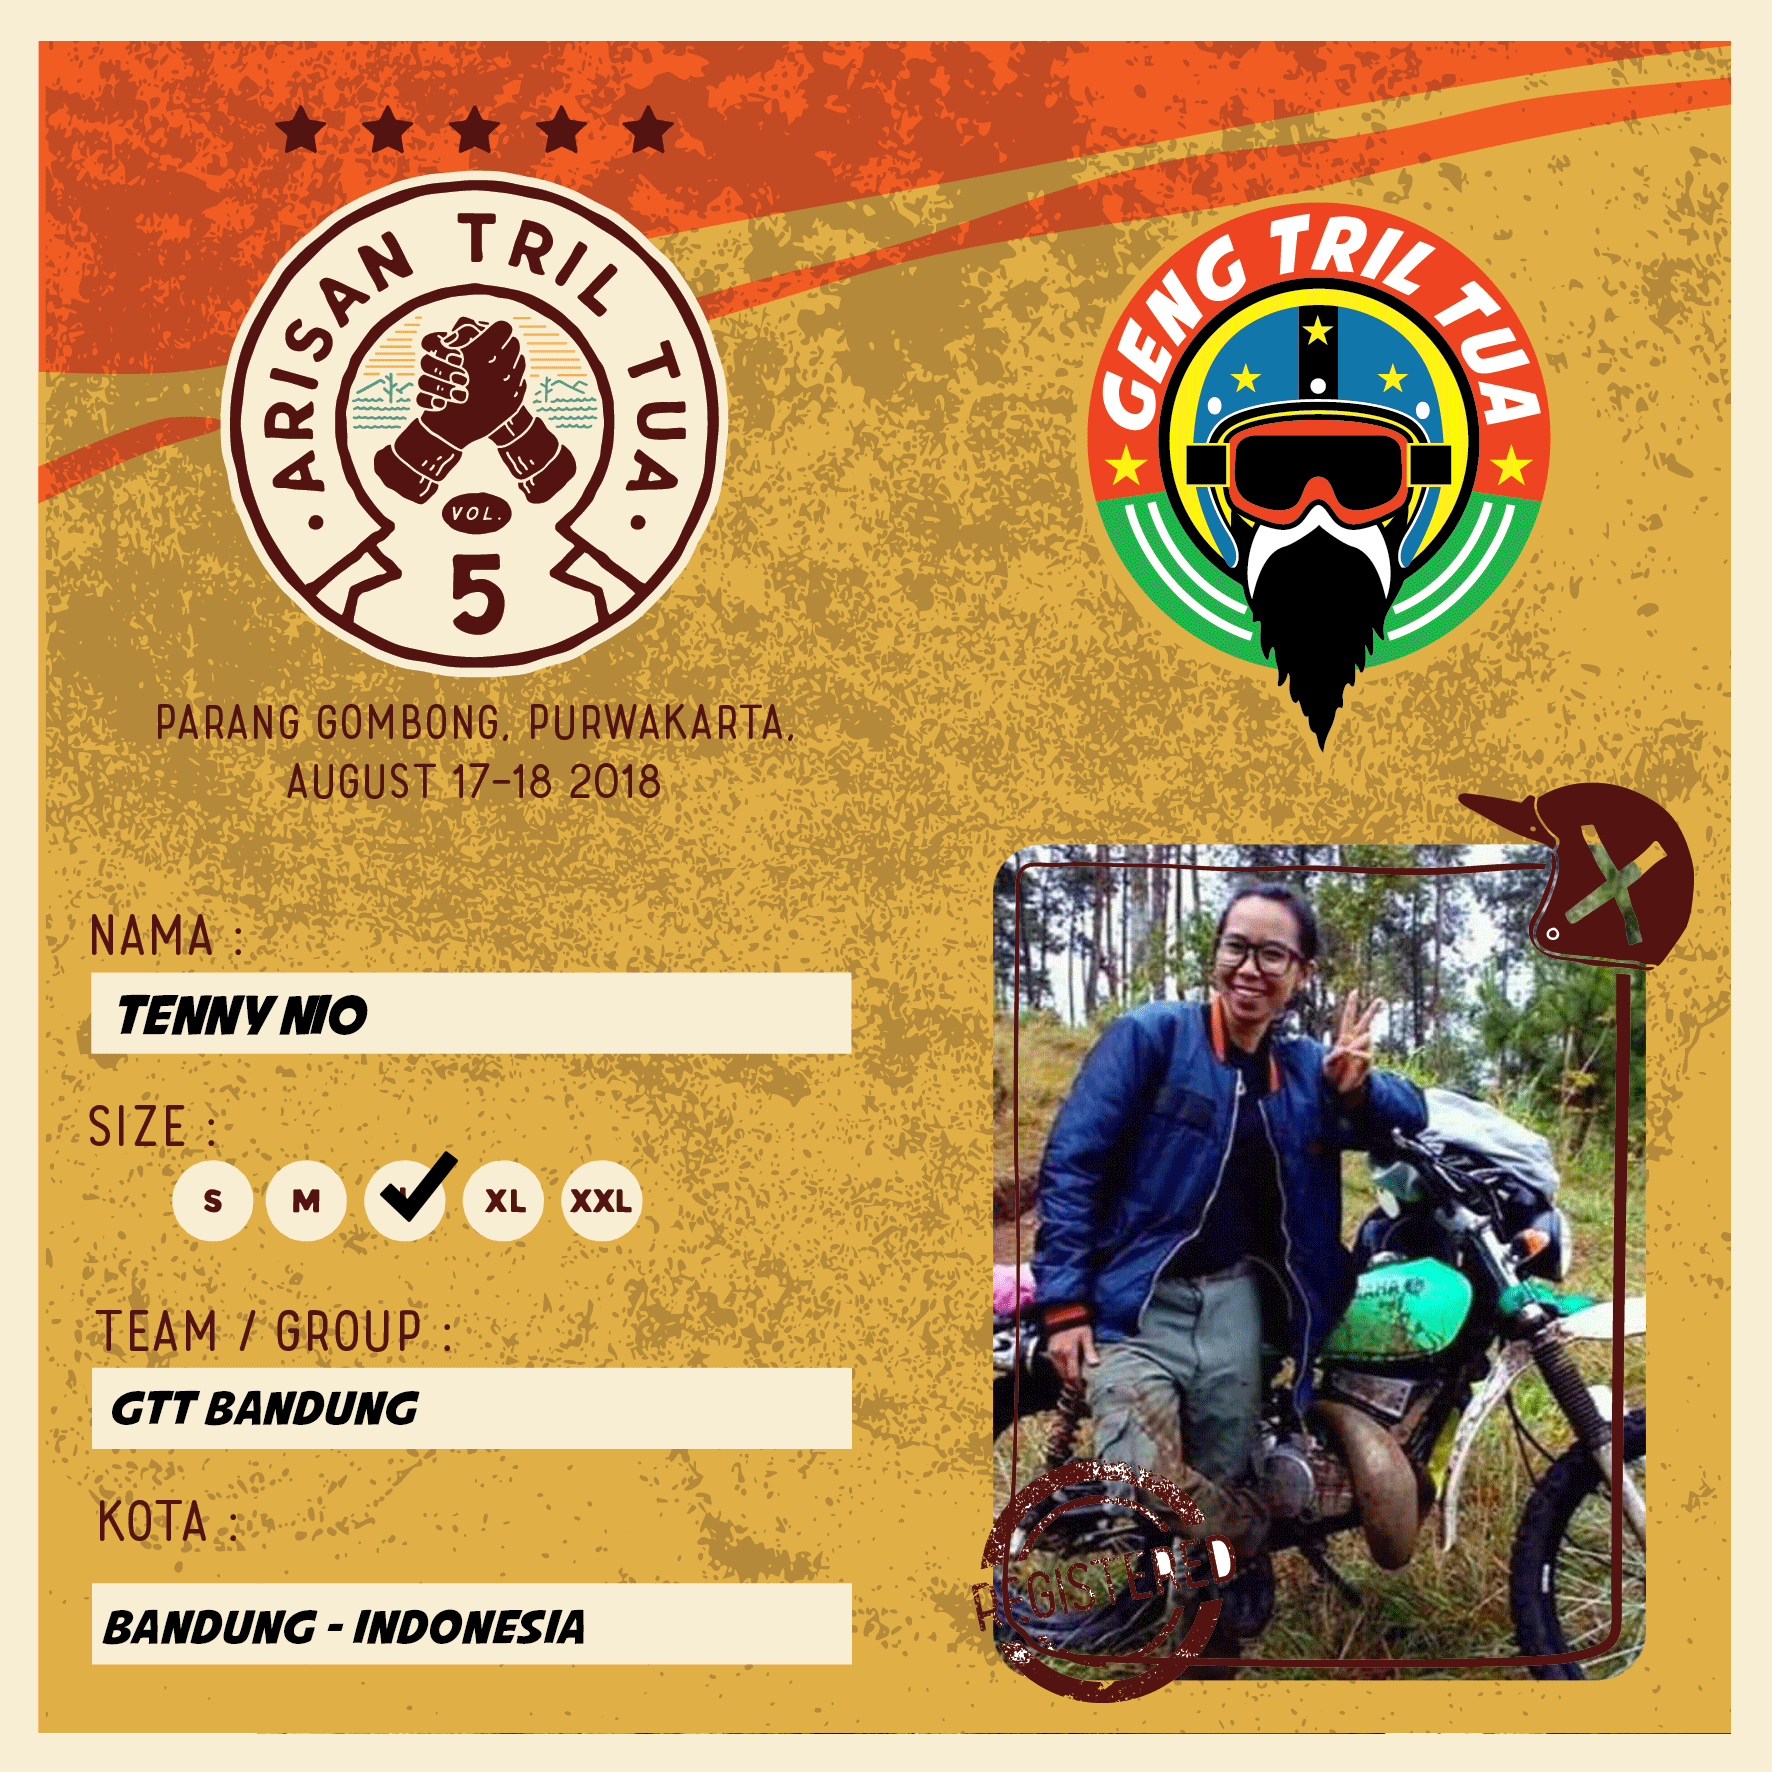 ARISAN TRIL TUA
VOL.
5
PARANG GOMBONG, PURWAKARTA,
AUGUST 17-18 2018
GENG TRIL TUA
NAMA :
TENNY NIO
SIZE :
S M L XL XXL
TEAM / GROUP :
GTT BANDUNG
KOTA :
BANDUNG - INDONESIA
REGISTERED